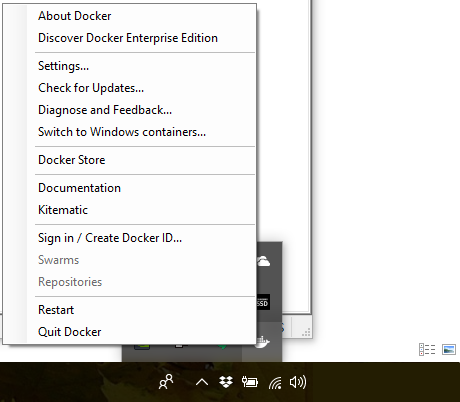 About Docker
Discover Docker Enterprise Edition
Settings...
Check for Updates...
Diagnose and Feedback...
Switch to Windows containers...
Docker Store
Documentation
Kitematic
Sign in / Create Docker ID...
Swarms
Repositories
Restart
Quit Docker
SSD